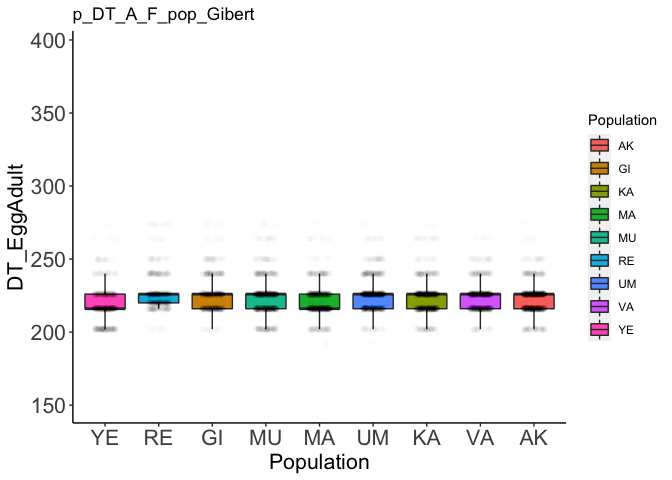 p_DT_A_F_pop_Gibert
400
350
300
250
200
150
DT_EggAdult
YE RE GI MU MA UM KA VA AK
Population
Population
AK
GI
KA
MA
MU
RE
UM
VA
YE